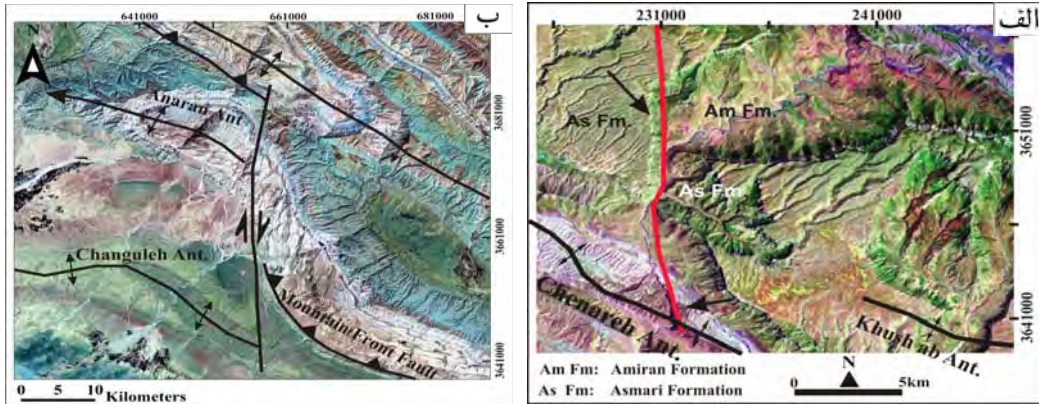 ب
641000
661000
681000
N
Anaran Ant
3681000
3661000
Changuleh Ant.
Mountain Front Fault
3641000
0 5 10
Kilometers
الف
231000
241000
As Fm.
Am Fm.
3651000
As Fm.
Chenareh Ant.
Khush ab Ant.
3641000
Am Fm: Amiran Formation
As Fm: Asmari Formation
N
0 5km